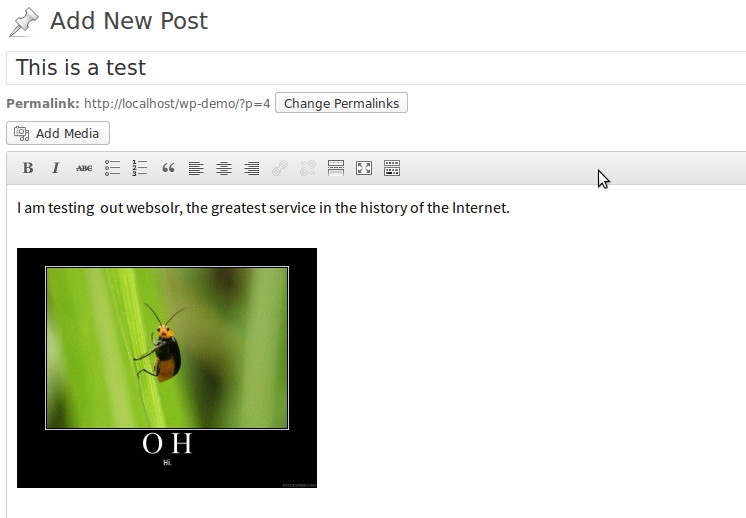 Add New Post
This is a test
Permalink: http://localhost/wp-demo/?p=4 Change Permalinks
Add Media
B I ABC
I am testing  out websolr, the greatest service in the history of the Internet.
OH
Hi.